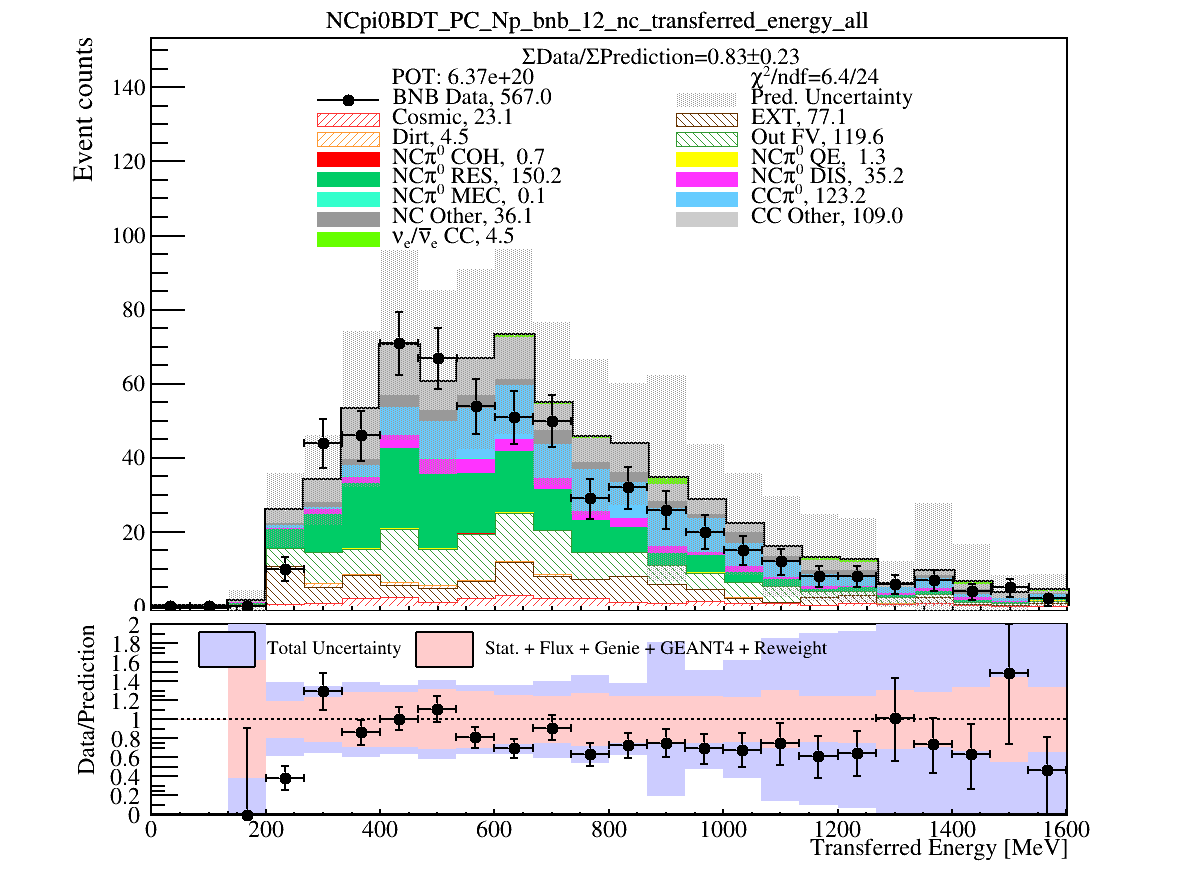 NCpi0BDT_PC_Np_bnb_12_nc_transferred_energy_all
ΣData/ΣPrediction=0.83±0.23
POT: 6.37e+20
χ²/ndf=6.4/24
BNB Data, 567.0
Pred. Uncertainty
Cosmic, 23.1
EXT, 77.1
Dirt, 4.5
Out FV, 119.6
NCπ⁰ COH, 0.7
NCπ⁰ QE, 1.3
NCπ⁰ RES, 150.2
NCπ⁰ DIS, 35.2
NCπ⁰ MEC, 0.1
CCπ⁰, 123.2
NC Other, 36.1
CC Other, 109.0
νₑ/ν̅ₑ CC, 4.5
Event counts
140
120
100
80
60
40
20
0
Data/Prediction
2
1.8
1.6
1.4
1.2
1
0.8
0.6
0.4
0.2
0
Total Uncertainty
Stat. + Flux + Genie + GEANT4 + Reweight
0 200 400 600 800 1000 1200 1400 1600
Transferred Energy [MeV]